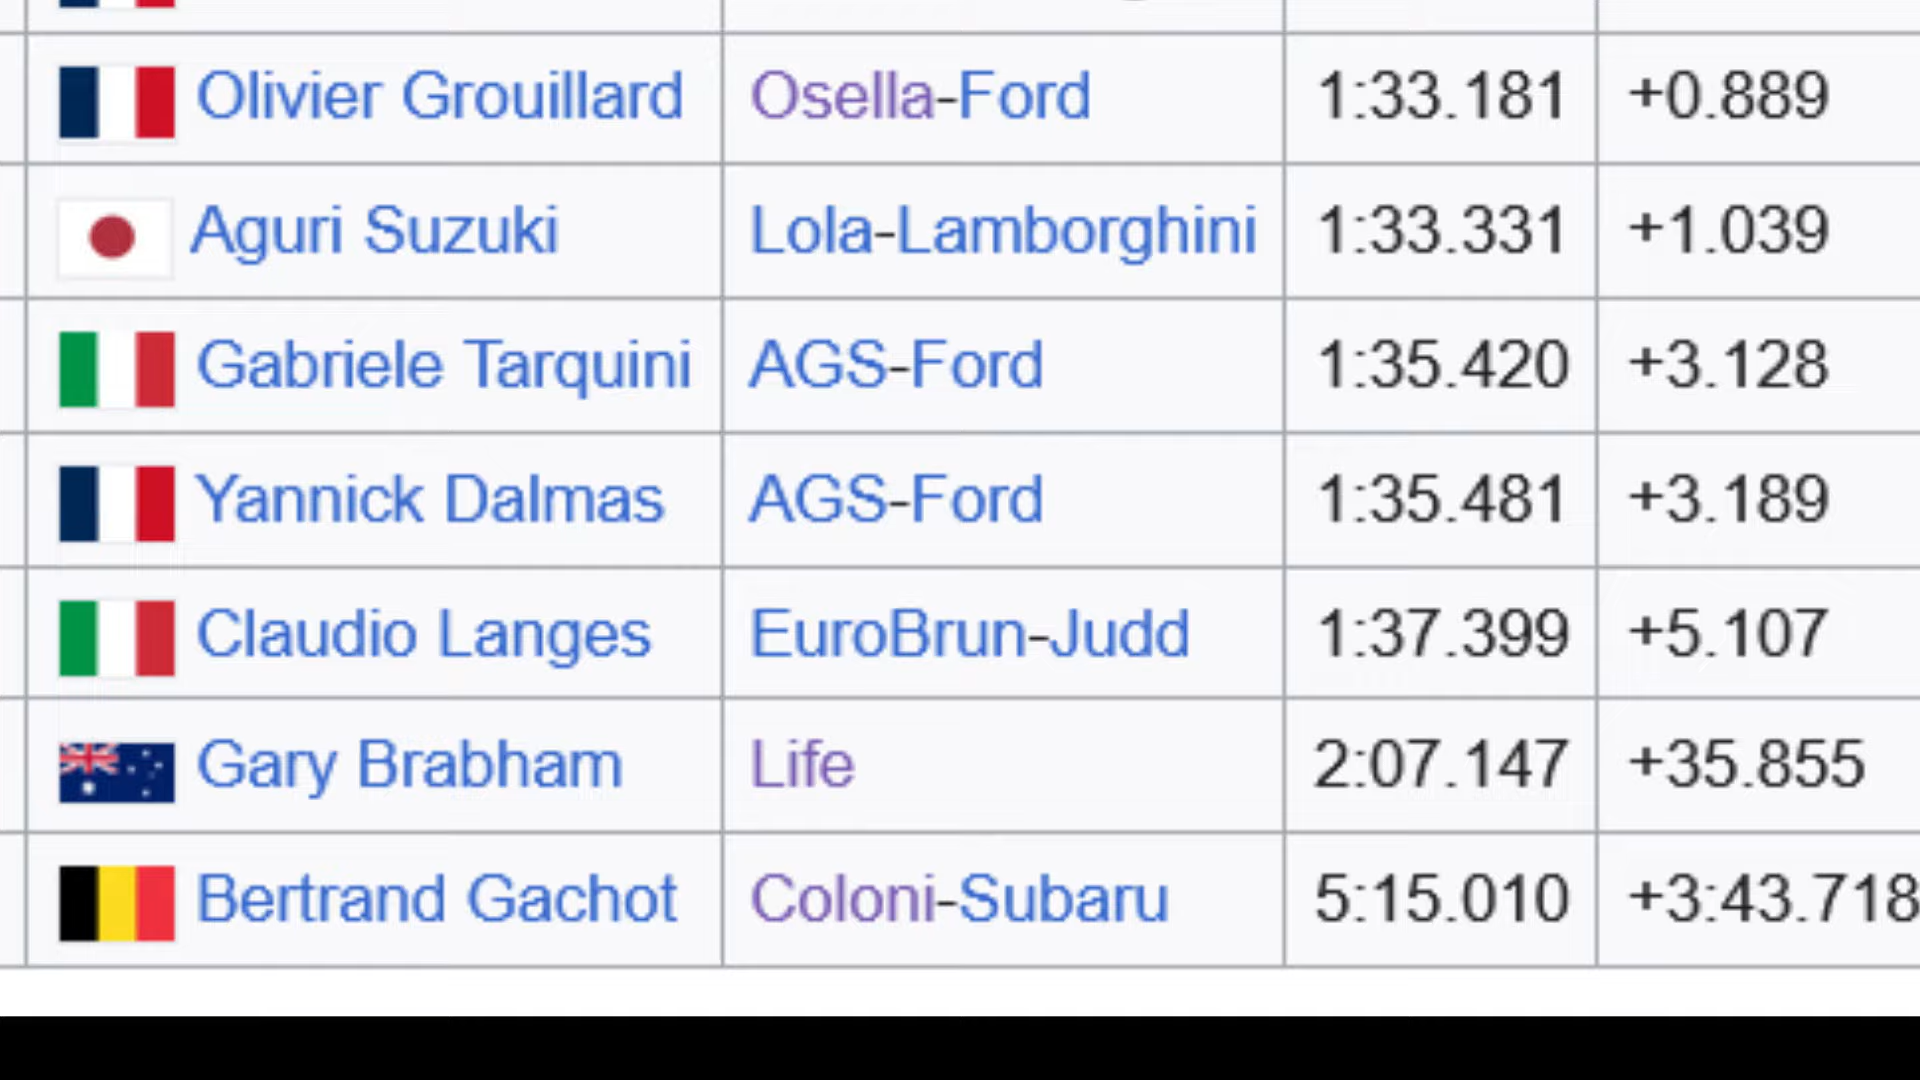 Olivier Grouillard Osella-Ford 1:33.181 +0.889
Aguri Suzuki Lola-Lamborghini 1:33.331 +1.039
Gabriele Tarquini AGS-Ford 1:35.420 +3.128
Yannick Dalmas AGS-Ford 1:35.481 +3.189
Claudio Langes EuroBrun-Judd 1:37.399 +5.107
Gary Brabham Life 2:07.147 +35.855
Bertrand Gachot Coloni-Subaru 5:15.010 +3:43.718